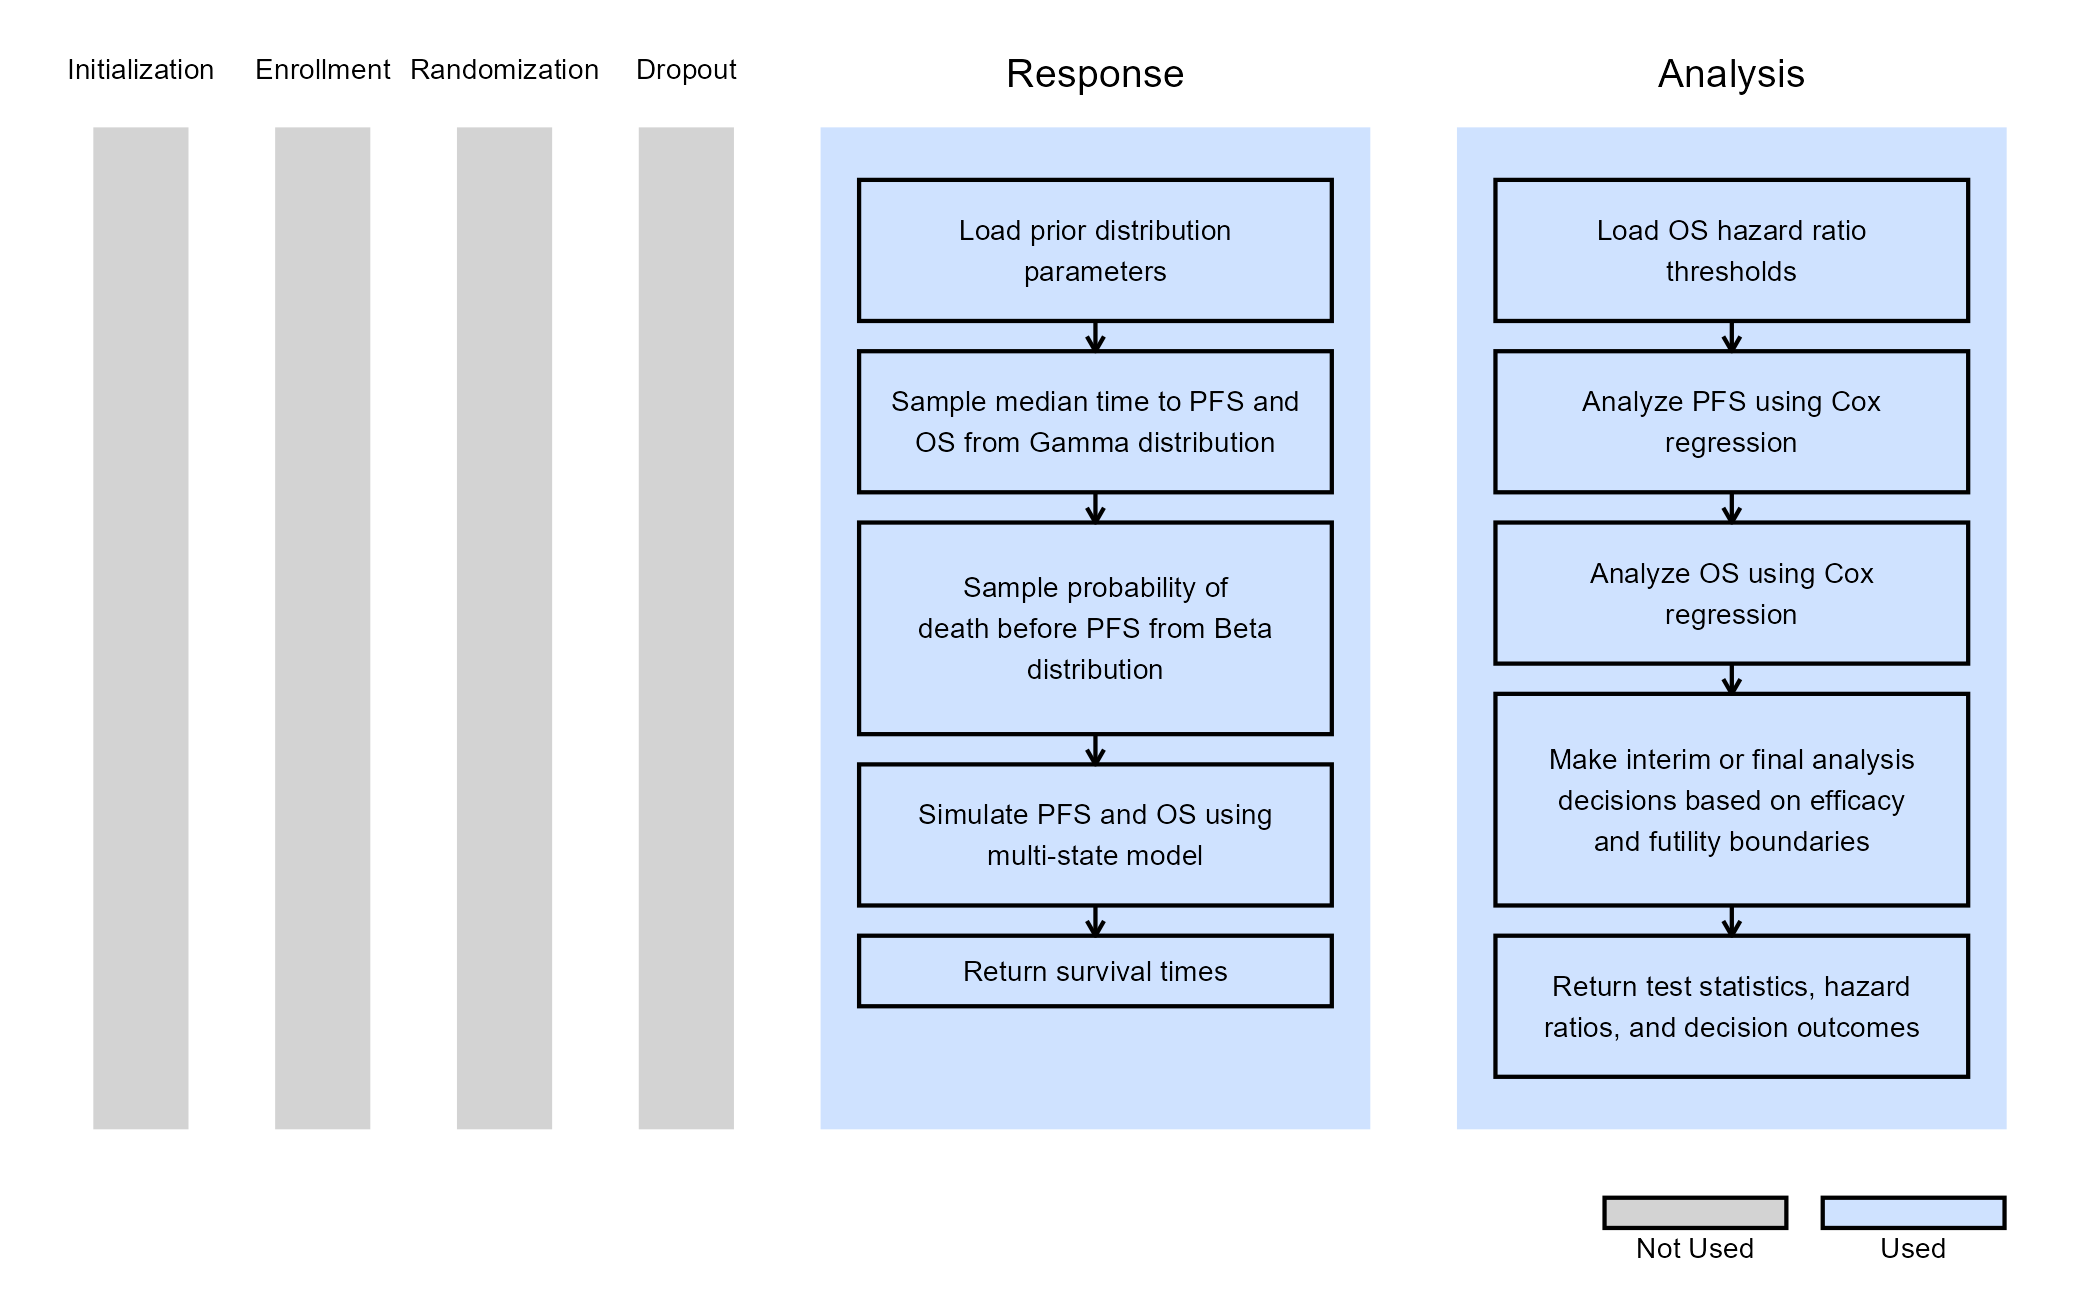 Initialization
Enrollment
Randomization
Dropout
Response
Analysis
Load prior distribution
parameters
Sample median time to PFS and
OS from Gamma distribution
Sample probability of
death before PFS from Beta
distribution
Simulate PFS and OS using
multi-state model
Return survival times
Load OS hazard ratio
thresholds
Analyze PFS using Cox
regression
Analyze OS using Cox
regression
Make interim or final analysis
decisions based on efficacy
and futility boundaries
Return test statistics, hazard
ratios, and decision outcomes
Not Used
Used